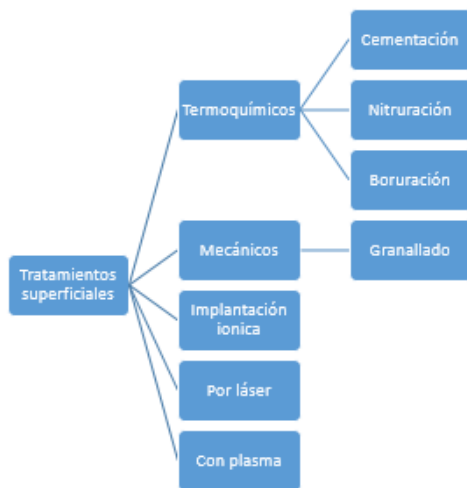 Cementación
Termoquímicos
Nitruración
Boruración
Mecánicos
Granallado
Tratamientos
superficiales
Implantación
ionica
Por láser
Con plasma